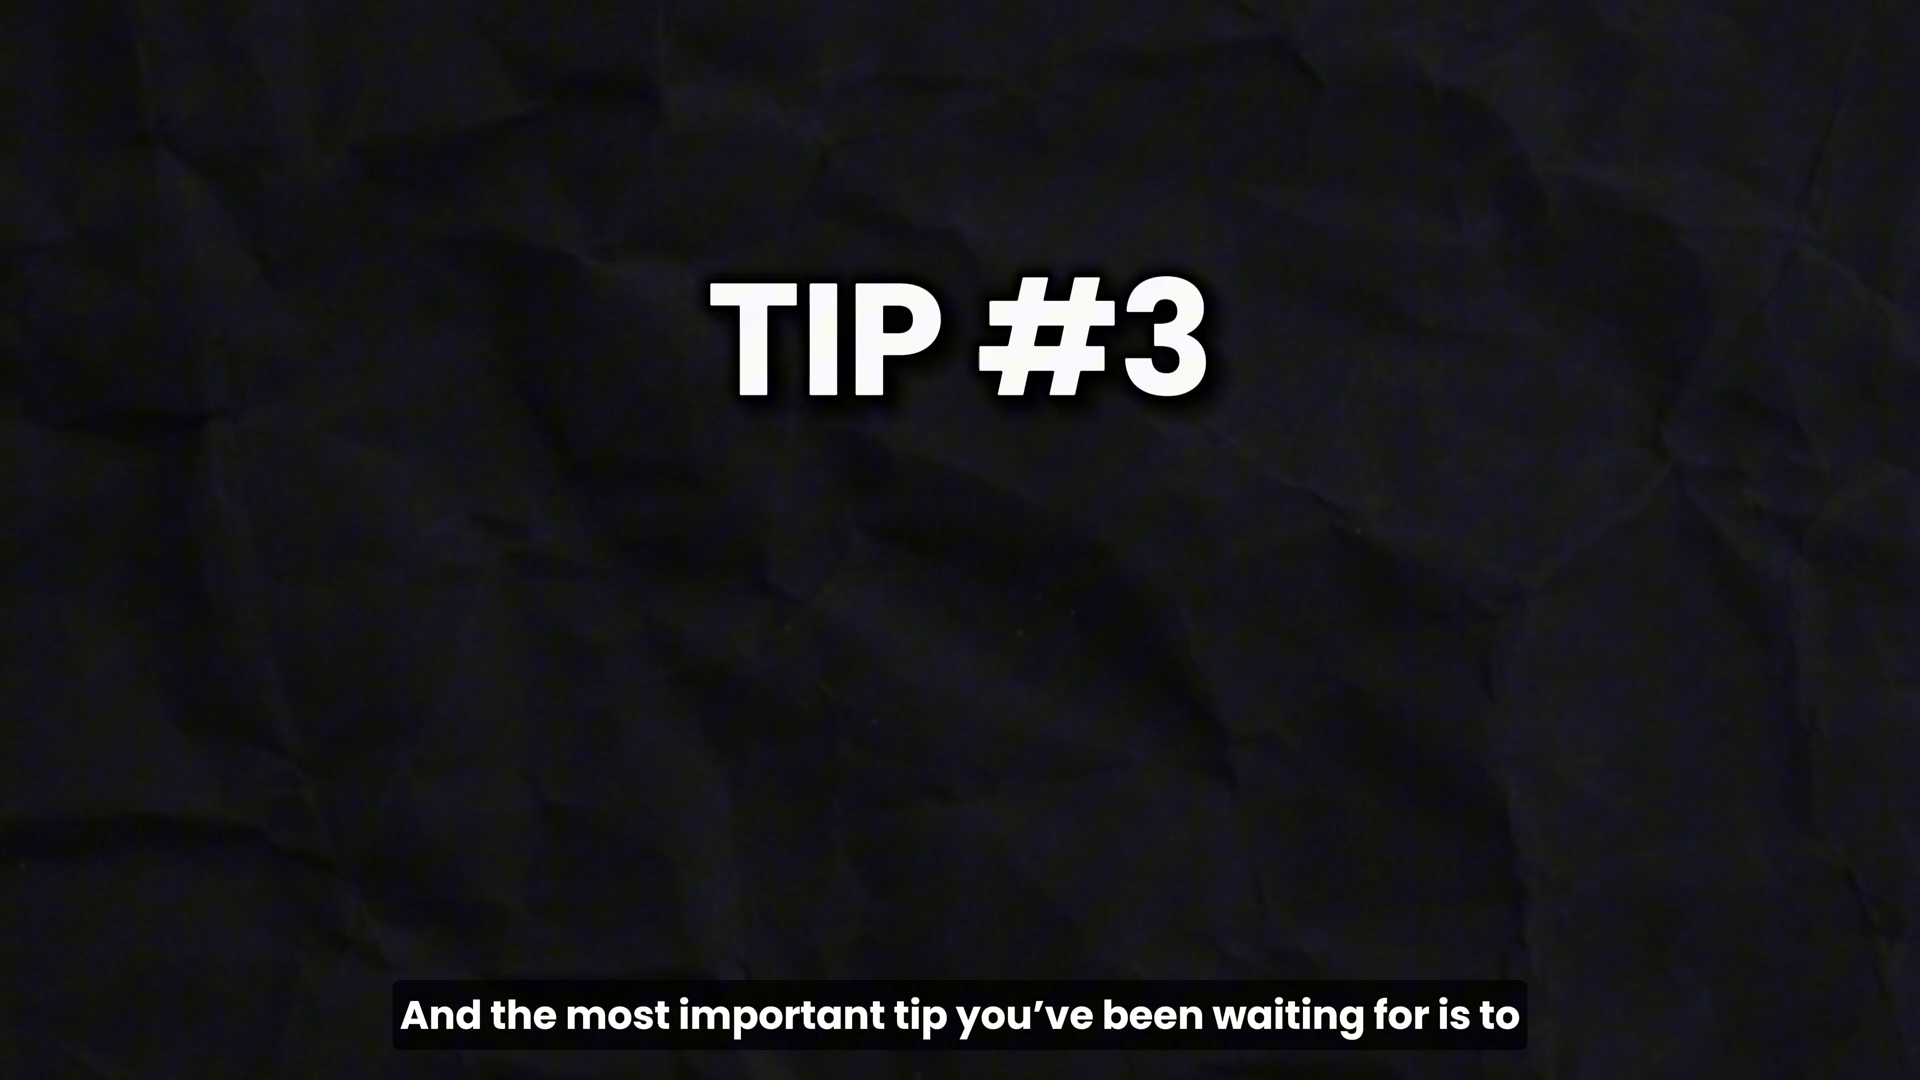 TIP #3
And the most important tip you’ve been waiting for is to